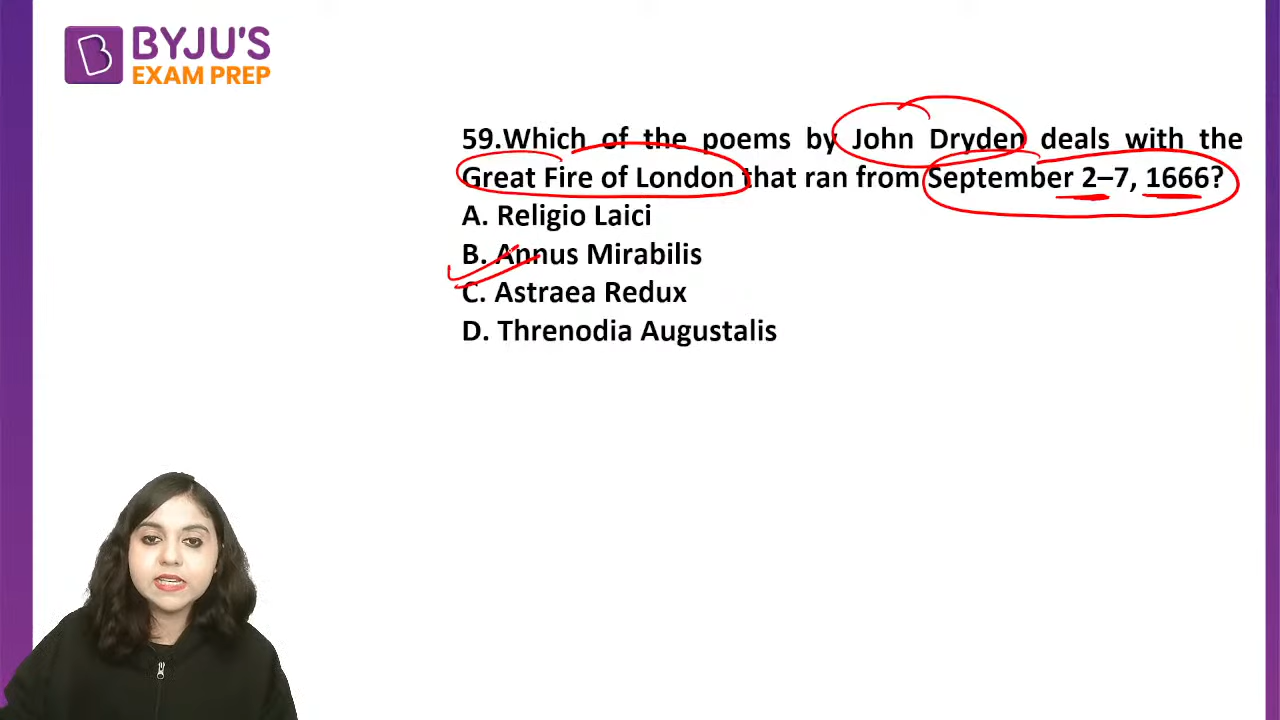 BYJU'S
EXAM PREP
59.Which of the poems by John Dryden deals with the
Great Fire of London that ran from September 2–7, 1666?
A. Religio Laici
B. Annus Mirabilis
C. Astraea Redux
D. Threnodia Augustalis